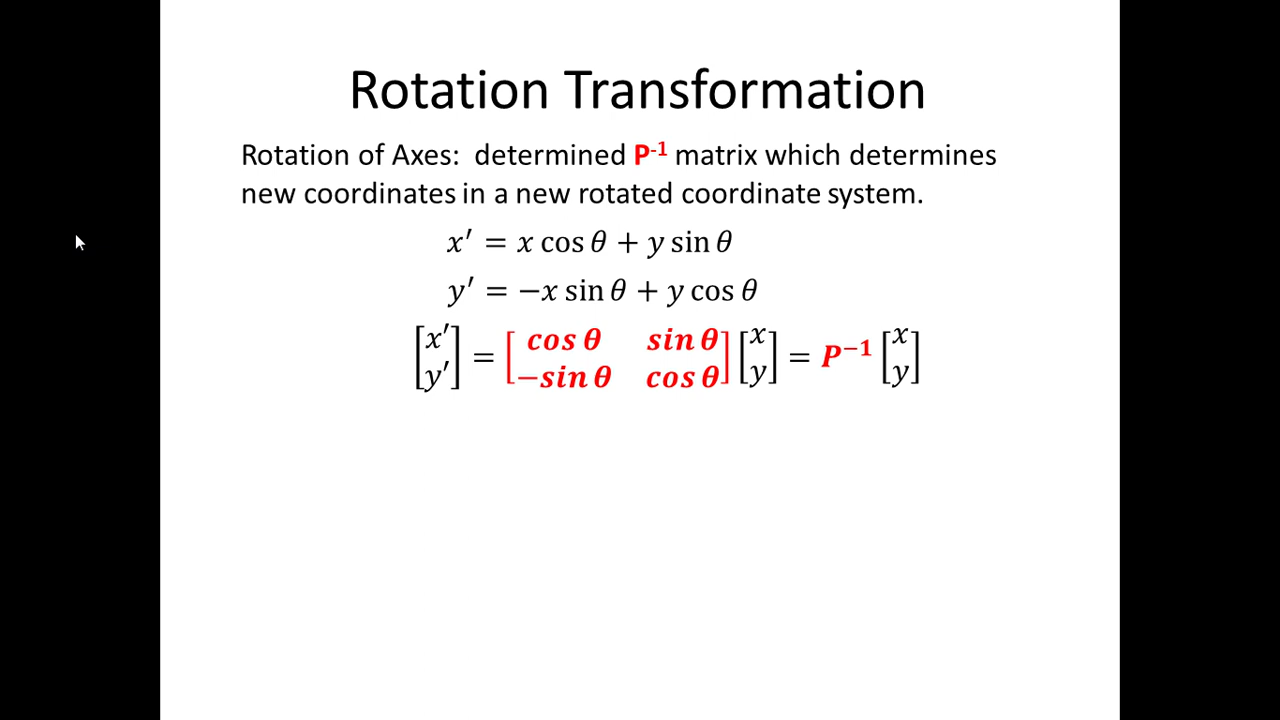 Rotation Transformation
Rotation of Axes: determined P⁻¹ matrix which determines
new coordinates in a new rotated coordinate system.
x′ = x cos θ + y sin θ
y′ = −x sin θ + y cos θ
[x′ y′] = [cos θ sin θ −sin θ cos θ] [x y] = P⁻¹ [x y]